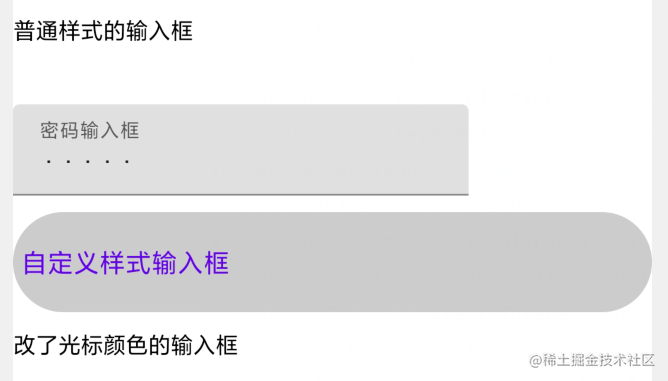 普通样式的输入框
密码输入框
·····
自定义样式输入框
改了光标颜色的输入框
@稀土掘金技术社区